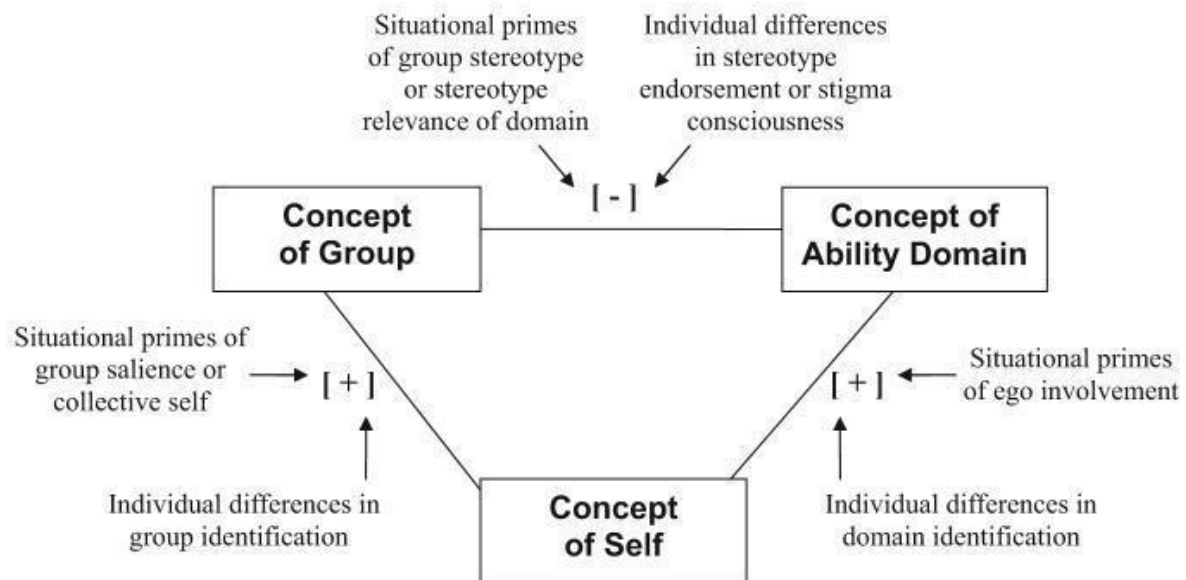 Situational primes
of group stereotype
or stereotype
relevance of domain
Individual differences
in stereotype
endorsement or stigma
consciousness
[ - ]
Concept
of Group
Concept of
Ability Domain
Situational primes of
group salience or
collective self
[ + ]
[ + ]
Situational primes
of ego involvement
Individual differences in
group identification
Concept
of Self
Individual differences in
domain identification